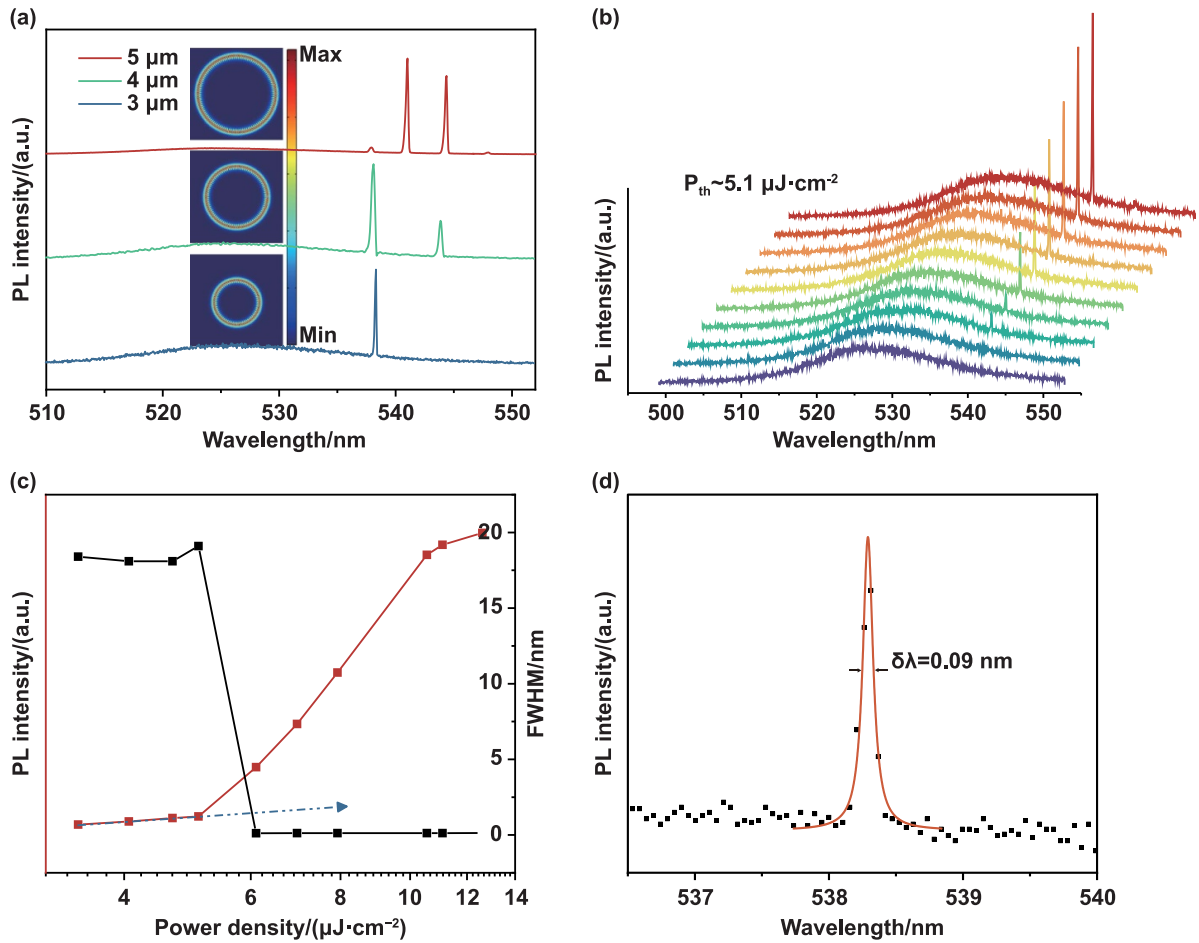 (a)
5 μm
4 μm
3 μm
Max
Min
PL intensity/(a.u.)
510 520 530 540 550
Wavelength/nm
(b)
Pth~5.1 μJ·cm⁻²
PL intensity/(a.u.)
500 510 520 530 540 550
Wavelength/nm
(c)
PL intensity/(a.u.)
20
15
10
5
0
FWHM/nm
4 6 8 10 12 14
Power density/(μJ·cm⁻²)
(d)
δλ=0.09 nm
PL intensity/(a.u.)
537 538 539 540
Wavelength/nm